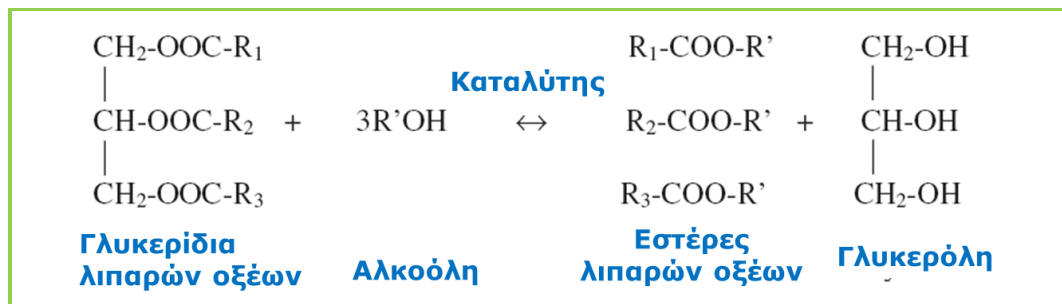 CH₂-OOC-R₁ R₁-COO-R’ CH₂-OH
Καταλύτης
CH-OOC-R₂ + 3R’OH ↔ R₂-COO-R’ + CH-OH
CH₂-OOC-R₃ R₃-COO-R’ CH₂-OH
Γλυκερίδια
λιπαρών οξέων
Αλκοόλη
Εστέρες
λιπαρών οξέων
Γλυκερόλη